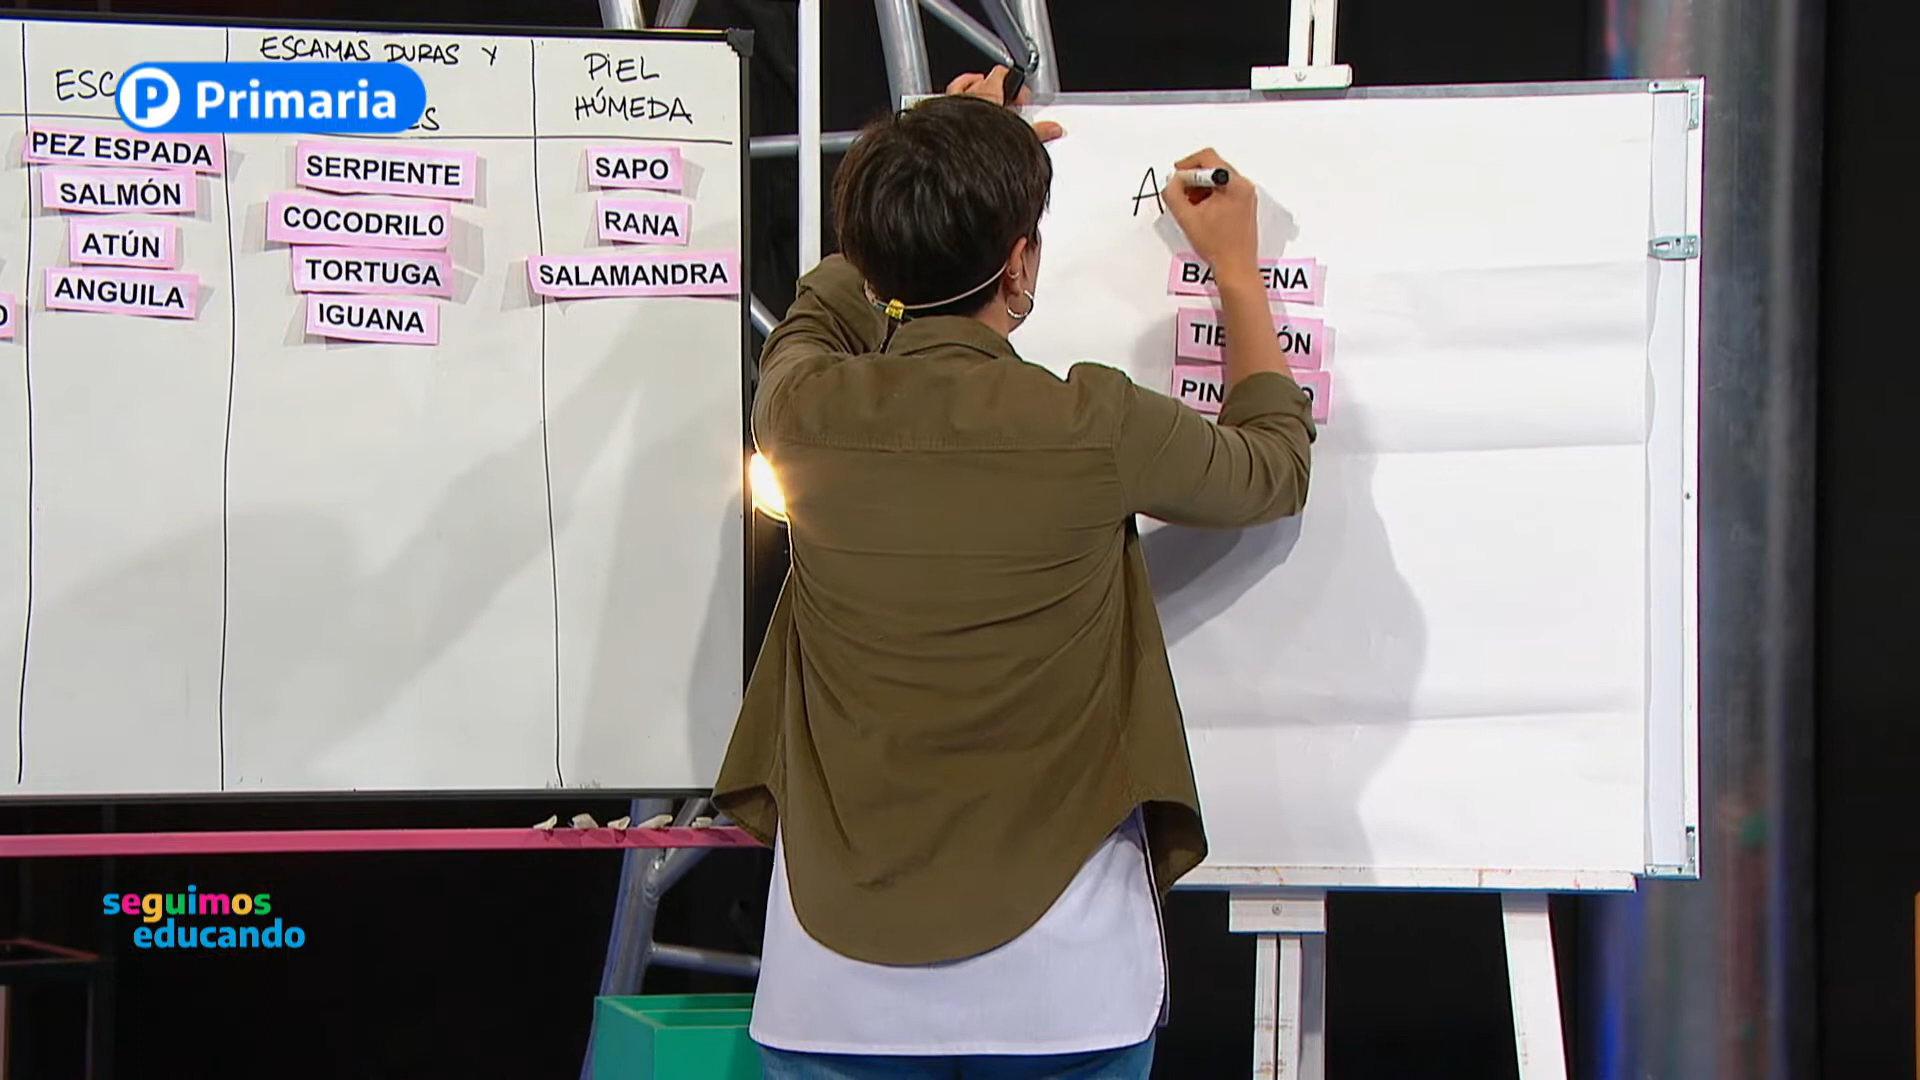 ESCAMAS DURAS Y
PIEL
HÚMEDA
Primaria
PEZ ESPADA
SALMÓN
ATÚN
ANGUILA
SERPIENTE
COCODRILO
TORTUGA
IGUANA
SAPO
RANA
SALAMANDRA
A
seguimos
educando